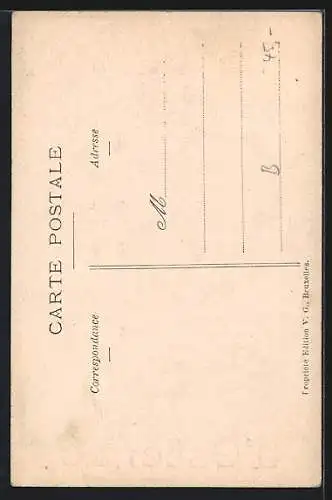 CARTE POSTALE
Correspondance
Adresse
M
B
45,-
Propriété Edition V. G., Bruxelles.